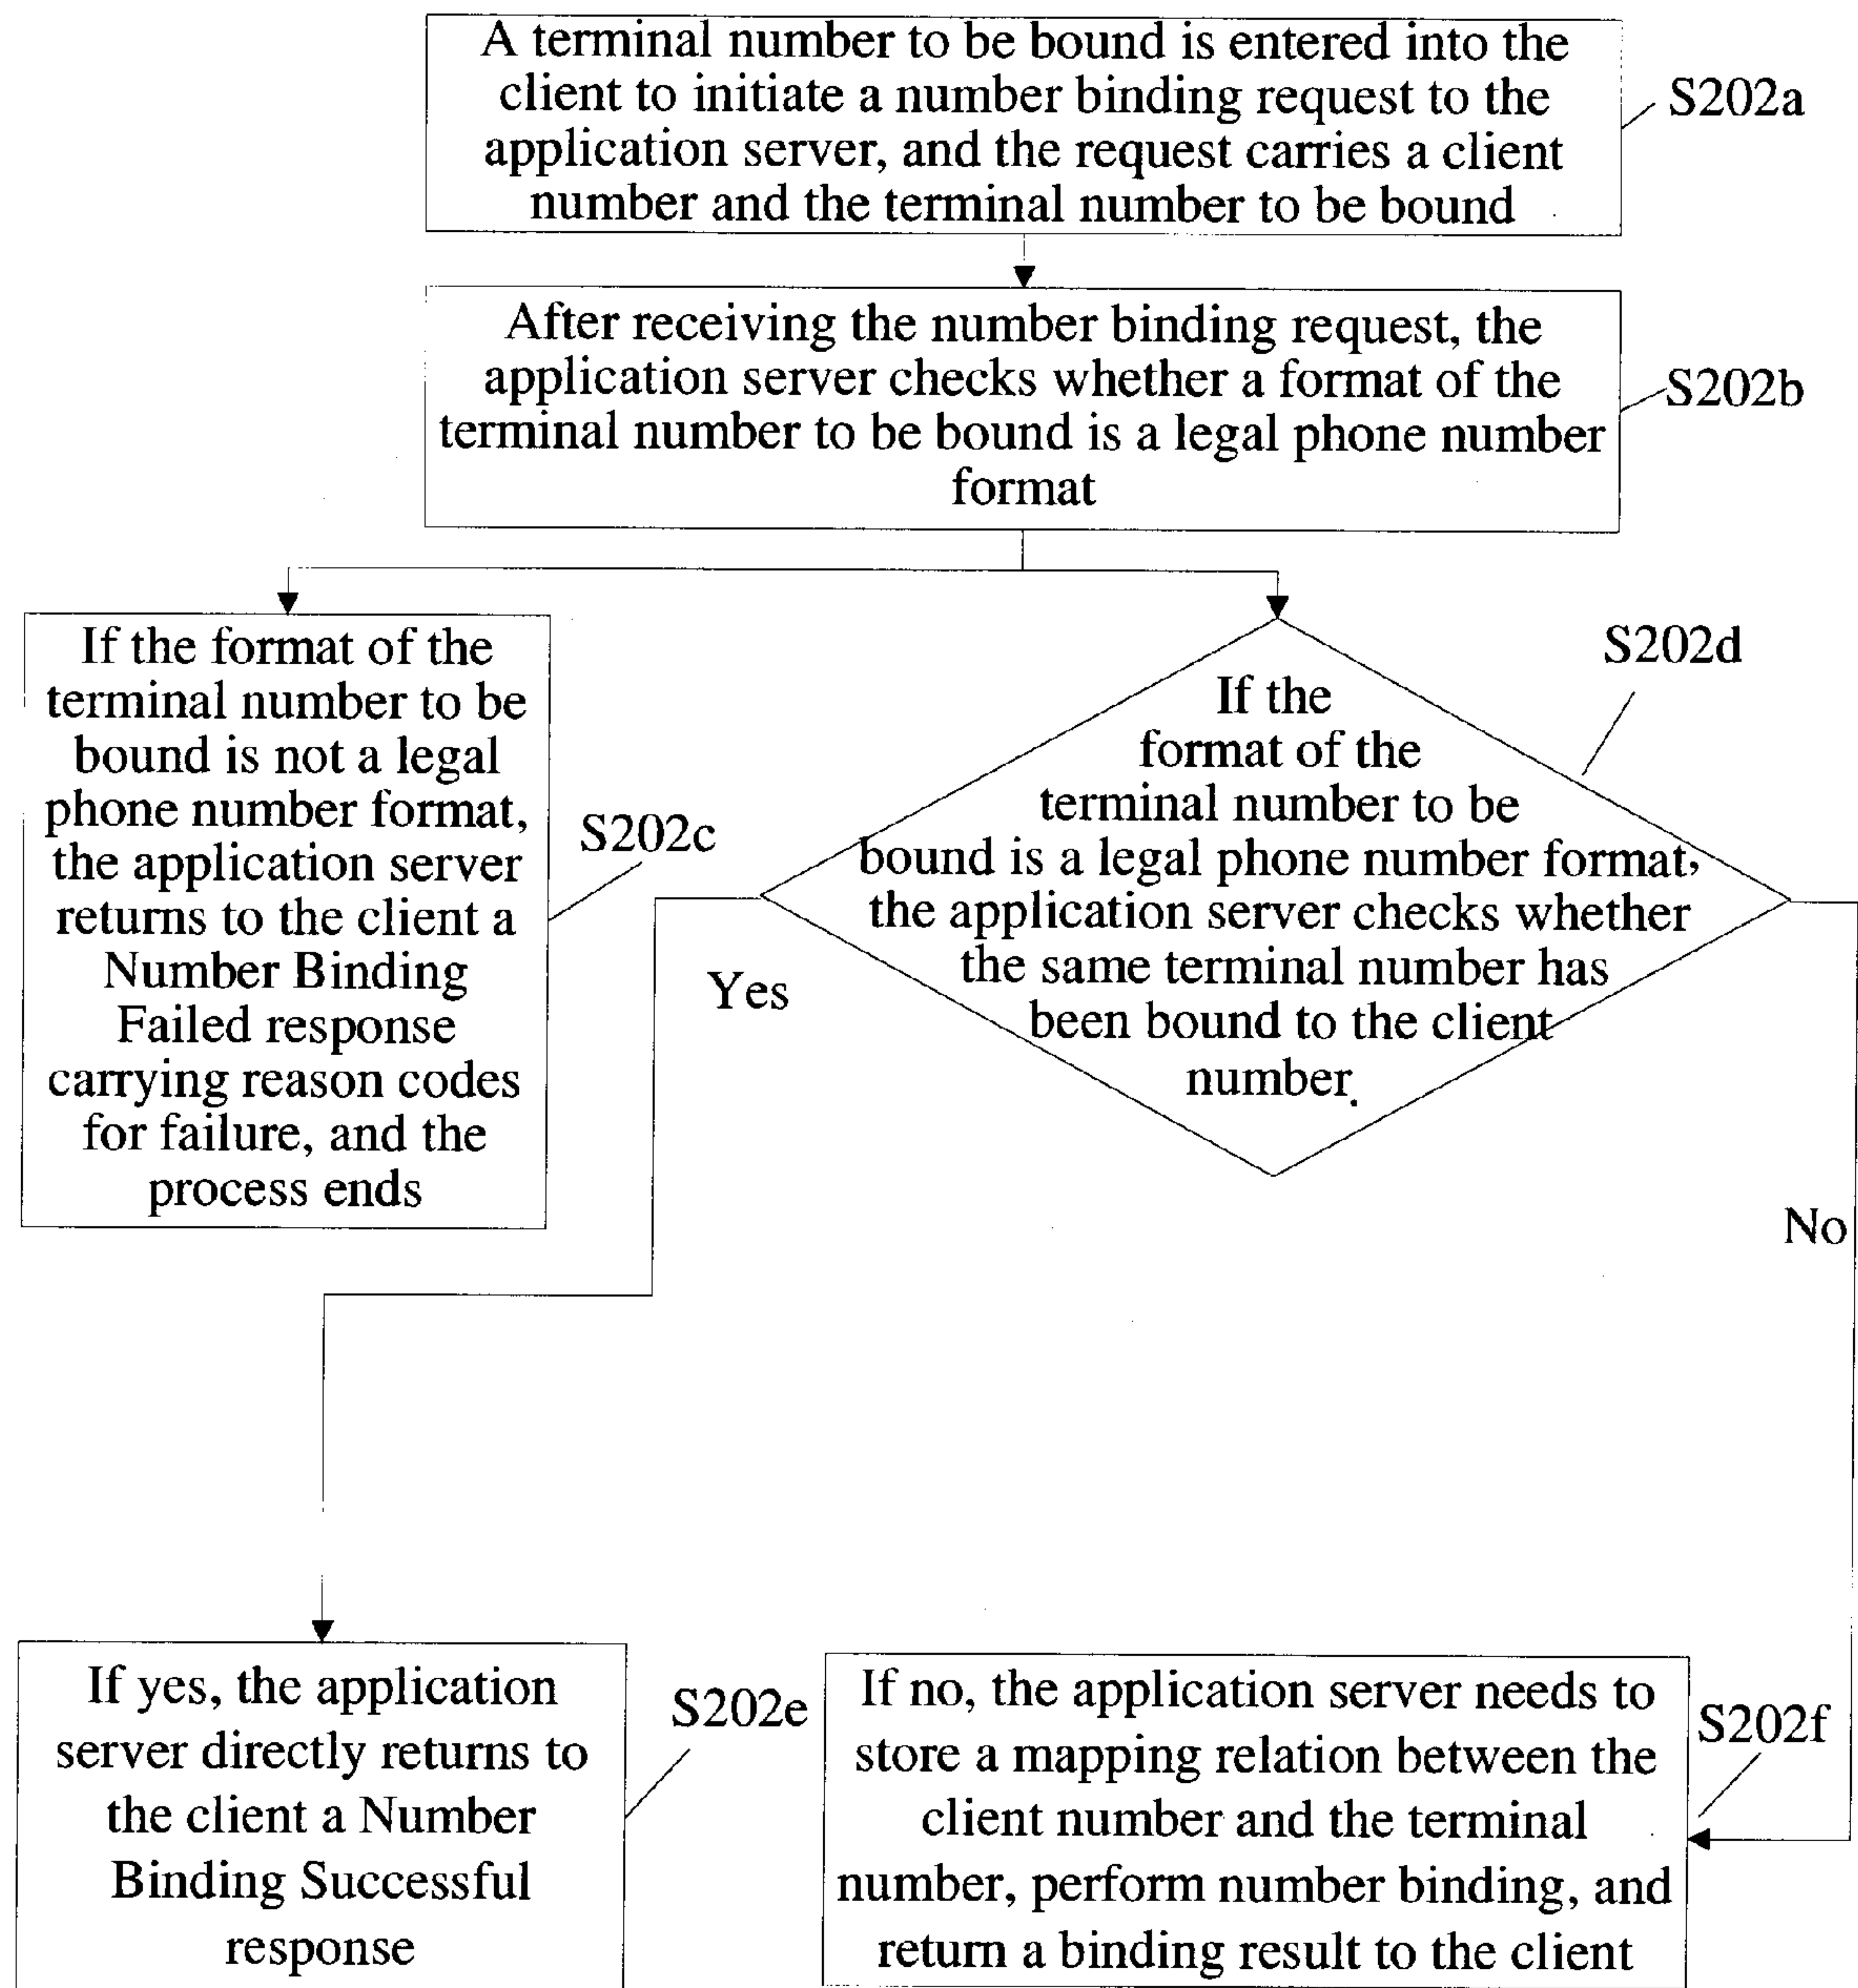 A terminal number to be bound is entered into the
client to initiate a number binding request to the
application server, and the request carries a client
number and the terminal number to be bound
S202a
After receiving the number binding request, the
application server checks whether a format of the
terminal number to be bound is a legal phone number
format
S202b
If the format of the
terminal number to be
bound is not a legal
phone number format,
the application server
returns to the client a
Number Binding
Failed response
carrying reason codes
for failure, and the
process ends
S202c
S202d
If the
format of the
terminal number to be
bound is a legal phone number format,
the application server checks whether
the same terminal number has
been bound to the client
number.
Yes
No
If yes, the application
server directly returns to
the client a Number
Binding Successful
response
S202e
If no, the application server needs to
store a mapping relation between the
client number and the terminal
number, perform number binding, and
return a binding result to the client
S202f